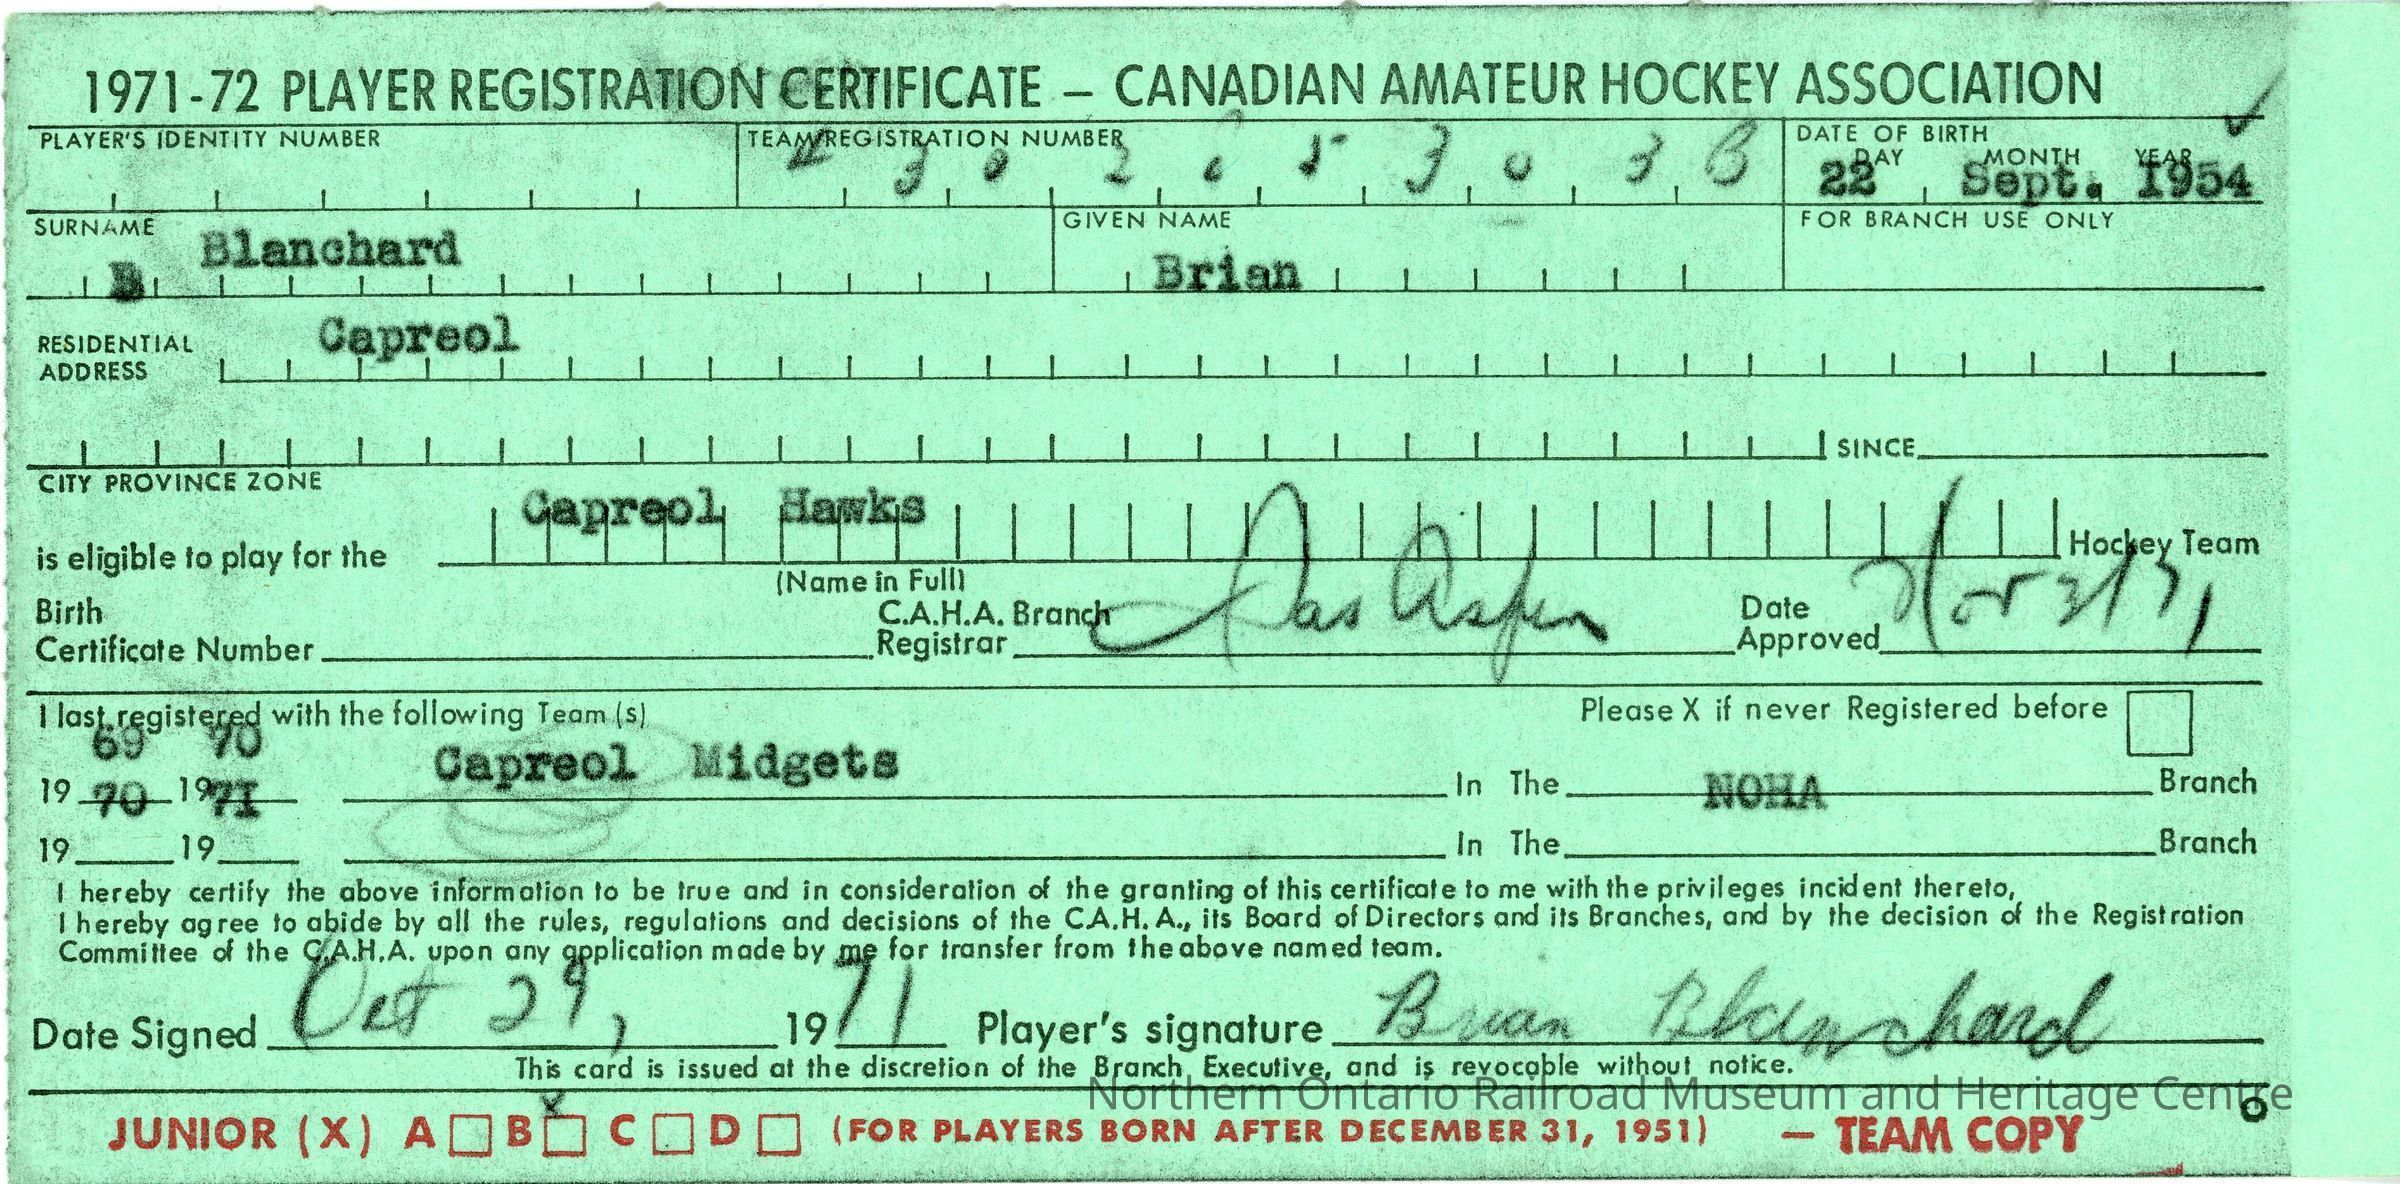 1971-72 PLAYER REGISTRATION CERTIFICATE – CANADIAN AMATEUR HOCKEY ASSOCIATION
PLAYER'S IDENTITY NUMBER
TEAM/REGISTRATION NUMBER
3 0 2 6 5 3 0 3 B
DATE OF BIRTH
DAY MONTH YEAR
22 Sept. 1954
SURNAME
B Blanchard
GIVEN NAME
Brian
FOR BRANCH USE ONLY
RESIDENTIAL ADDRESS
Capreol
SINCE
CITY PROVINCE ZONE
is eligible to play for the Capreol Hawks Hockey Team
(Name in Full)
Birth Certificate Number
C.A.H.A. Branch Registrar
Date Approved Nov
I last registered with the following Team (s)
Please X if never Registered before
69 70
19 70 19 71 Capreol Midgets In The NOHA Branch
19 19 In The Branch
I hereby certify the above information to be true and in consideration of the granting of this certificate to me with the privileges incident thereto,
I hereby agree to abide by all the rules, regulations and decisions of the C.A.H.A., its Board of Directors and its Branches, and by the decision of the Registration
Committee of the C.A.H.A. upon any application made by me for transfer from the above named team.
Date Signed Oct 29, 1971 Player's signature Brian Blanchard
This card is issued at the discretion of the Branch Executive, and is revocable without notice.
Northern Ontario Railroad Museum and Heritage Centre
JUNIOR (X) A B x C D (FOR PLAYERS BORN AFTER DECEMBER 31, 1951) – TEAM COPY